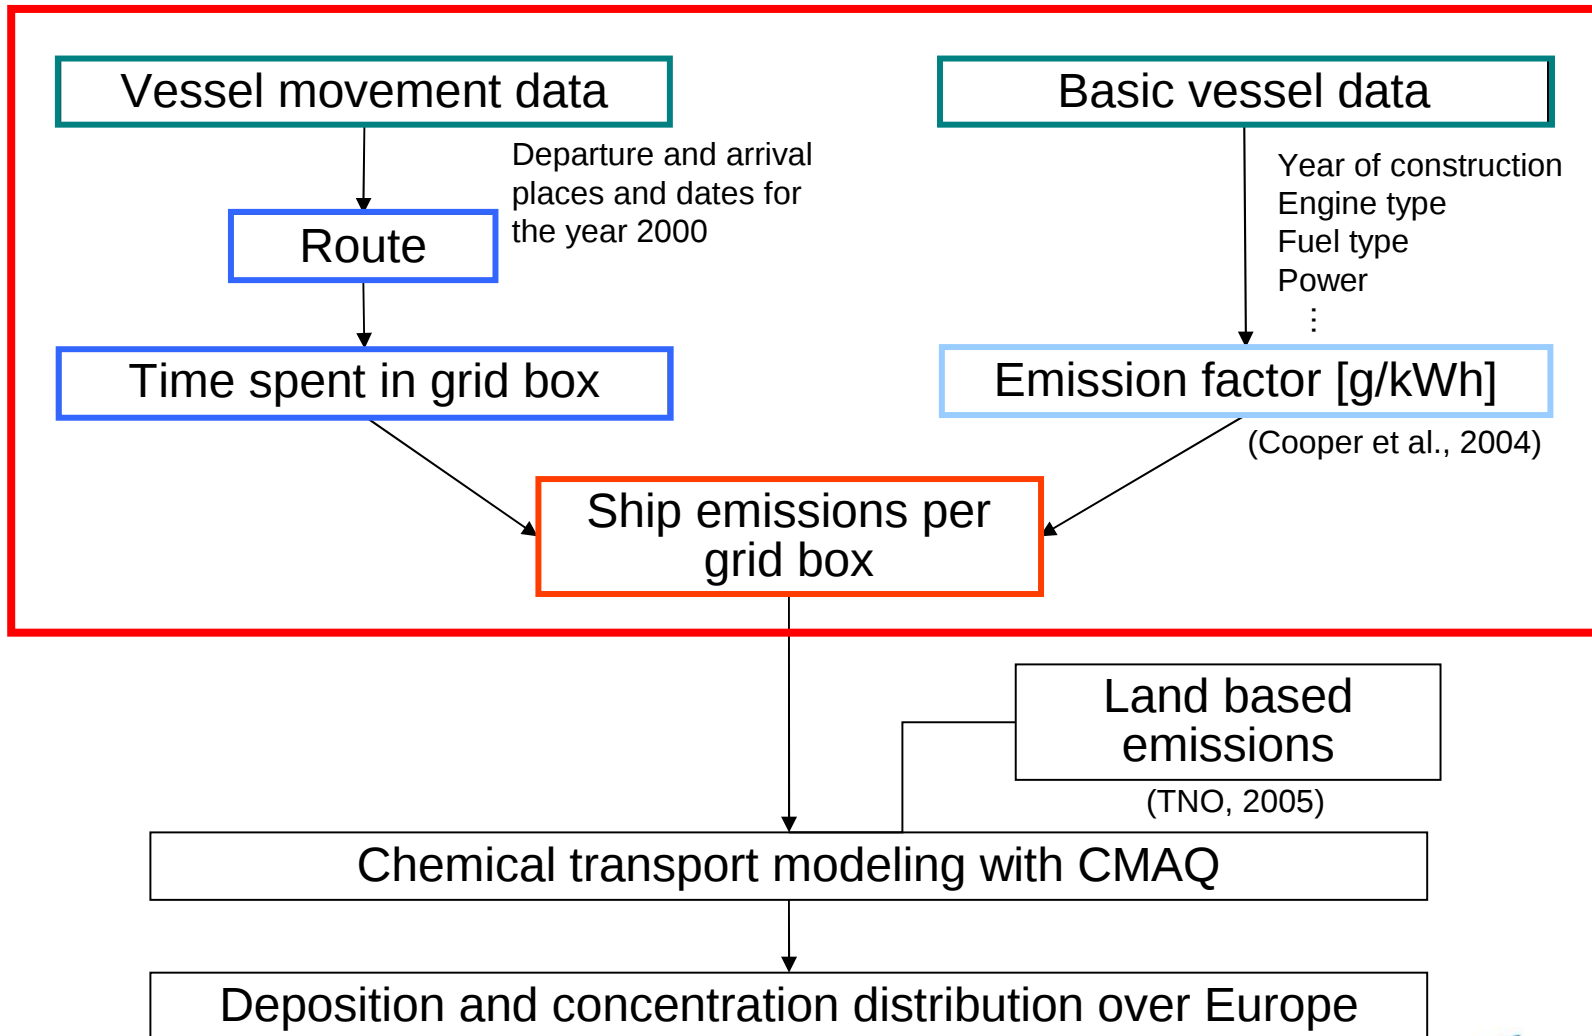 Vessel movement data
Basic vessel data
Departure and arrival
places and dates for
the year 2000
Year of construction
Engine type
Fuel type
Power
...
Route
Time spent in grid box
Emission factor [g/kWh]
(Cooper et al., 2004)
Ship emissions per
grid box
Land based
emissions
(TNO, 2005)
Chemical transport modeling with CMAQ
Deposition and concentration distribution over Europe